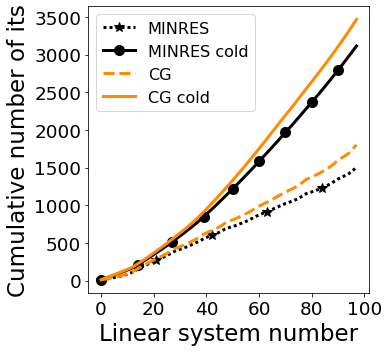 Cumulative number of its
3500
3000
2500
2000
1500
1000
500
0
MINRES
MINRES cold
CG
CG cold
0 20 40 60 80 100
Linear system number